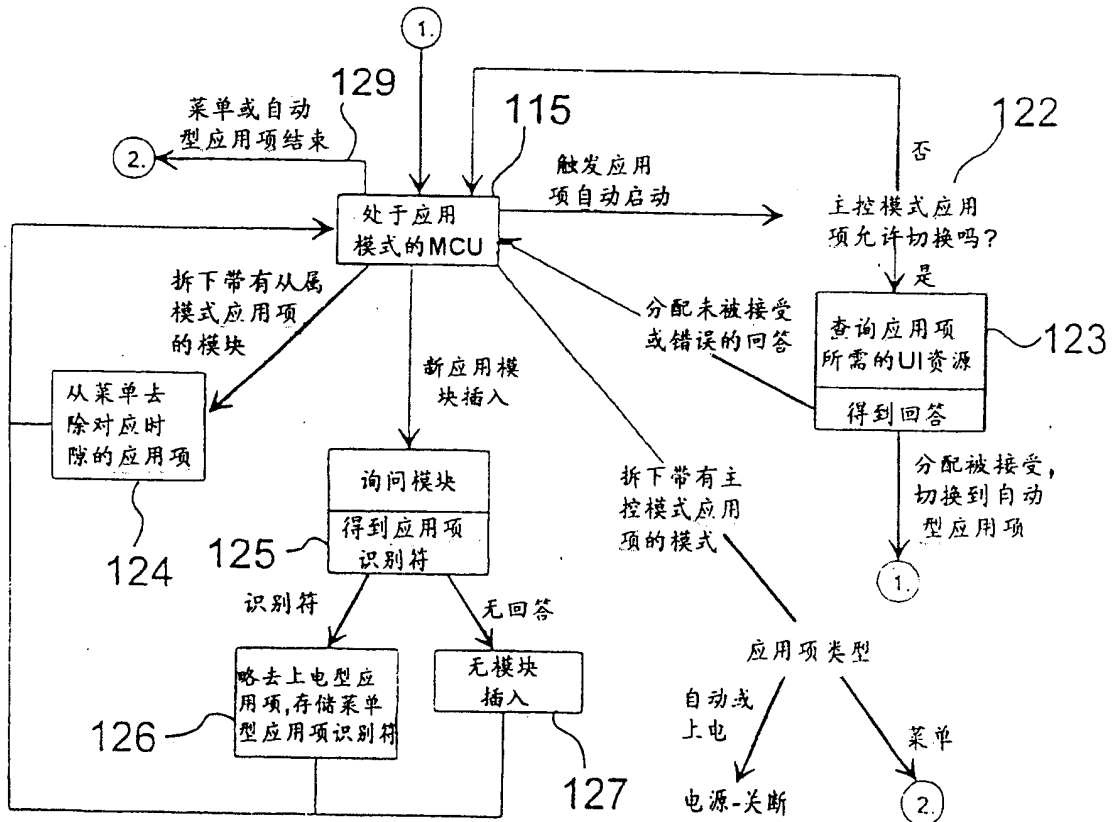 1.
129
菜单或自动
型应用项结束
2.
115
122
触发应用
项自动启动
否
处于应用
模式的MCU
主控模式应用
项允许切换吗?
是
拆下带有从属
模式应用项
的模块
分配未被接受
或错误的回答
查询应用项
所需的UI资源
得到回答
123
新应用模
块插入
从菜单去
除对应时
隙的应用项
124
询问模块
得到应用项
识别符
125
拆下带有主
控模式应用
项的模式
分配被接受,
切换到自动
型应用项
1.
识别符
无回答
略去上电型应
用项,存储菜单
型应用项识别符
126
无模块
插入
127
应用项类型
自动或
上电
菜单
电源-关断
2.